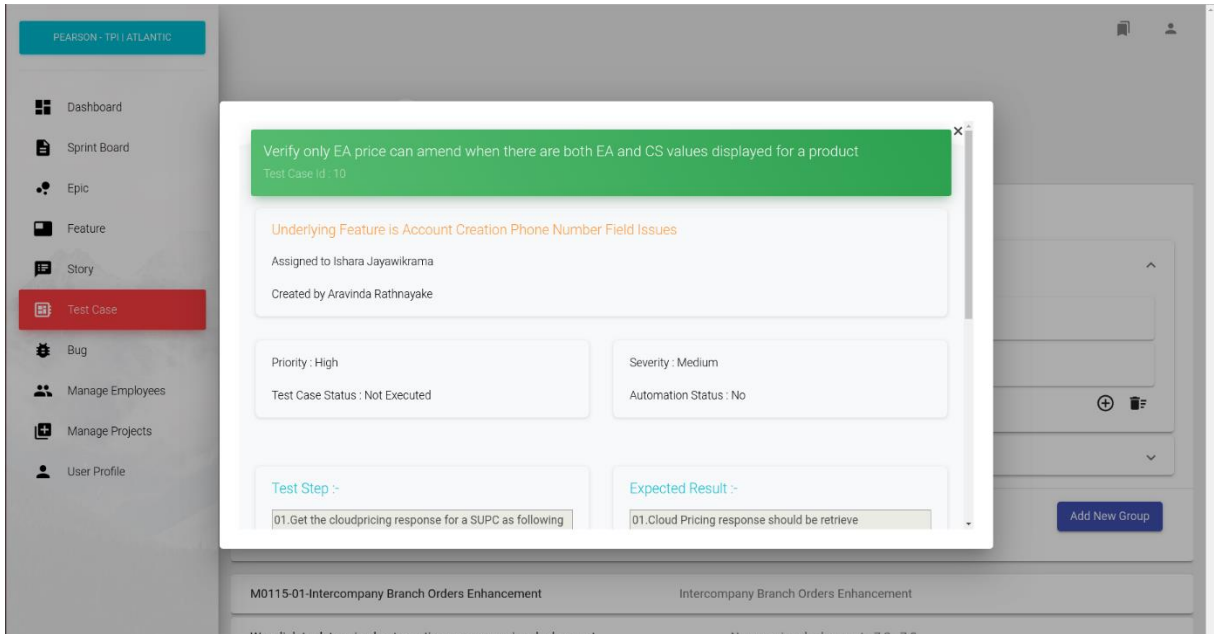 PEARSON - TPI | ATLANTIC
Dashboard
Sprint Board
Epic
Feature
Story
Test Case
Bug
Manage Employees
Manage Projects
User Profile
×
Verify only EA price can amend when there are both EA and CS values displayed for a product
Test Case Id : 10
Underlying Feature is Account Creation Phone Number Field Issues
Assigned to Ishara Jayawikrama
Created by Aravinda Rathnayake
Priority : High
Test Case Status : Not Executed
Severity : Medium
Automation Status : No
Test Step :-
01.Get the cloudpricing response for a SUPC as following
Expected Result :-
01.Cloud Pricing response should be retrieve
Add New Group
M0115-01-Intercompany Branch Orders Enhancement
Intercompany Branch Orders Enhancement